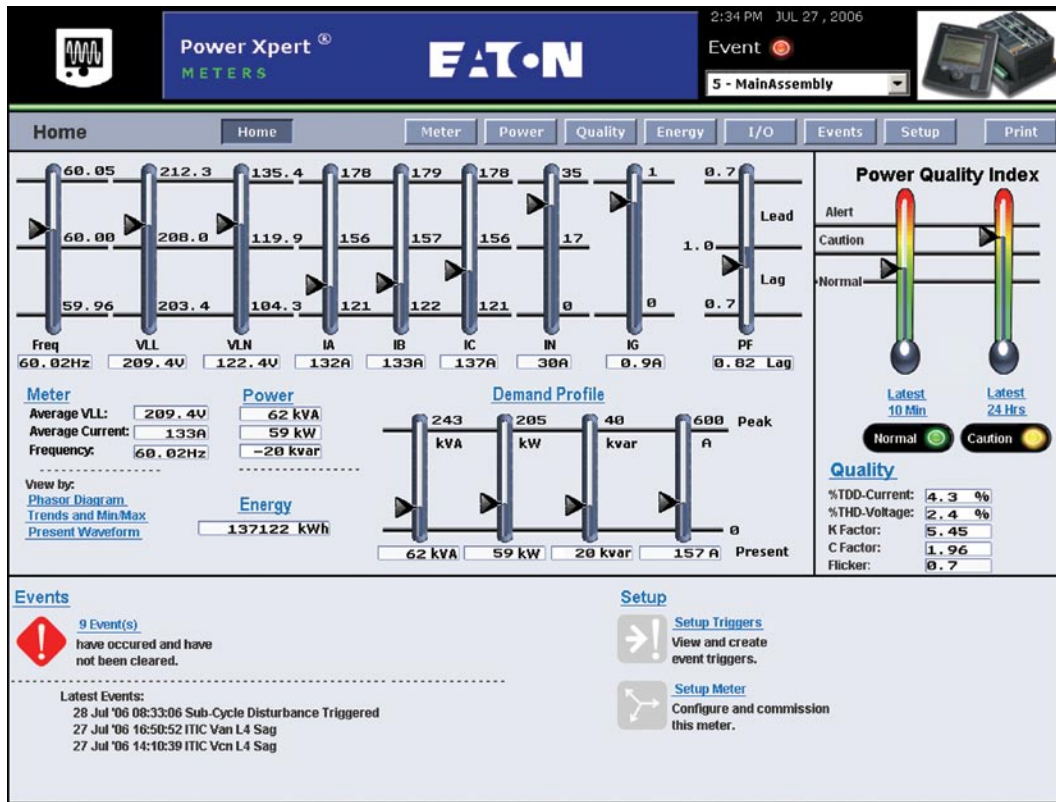 2:34 PM JUL 27 , 2006
Power Xpert ®
METERS
EATON
Event
5 - MainAssembly
Home
Home Meter Power Quality Energy I/O Events Setup Print
60.05 212.3 135.4 178 179 178 35 1 0.7
Lead
60.00 208.0 119.9 156 157 156 17 1.0
Lag
59.96 203.4 104.3 121 122 121 0 0 0.7
Freq VLL VLN IA IB IC IN IG PF
60.02Hz 209.4V 122.4V 132A 133A 137A 30A 0.9A 0.82 Lag
Power Quality Index
Alert
Caution
Normal
Latest
10 Min
Latest
24 Hrs
Normal
Caution
Meter
Average VLL: 209.4V
Average Current: 133A
Frequency: 60.02Hz
View by:
Phasor Diagram
Trends and Min/Max
Present Waveform
Power
62 kVA
59 kW
-20 kvar
Energy
137122 kWh
Demand Profile
243 205 40 600 Peak
kVA kW kvar A
0
62 kVA 59 kW 20 kvar 157 A Present
Quality
%TDD-Current: 4.3 %
%THD-Voltage: 2.4 %
K Factor: 5.45
C Factor: 1.96
Flicker: 0.7
Events
9 Event(s)
have occured and have
not been cleared.
Latest Events:
28 Jul '06 08:33:06 Sub-Cycle Disturbance Triggered
27 Jul '06 16:50:52 ITIC Van L4 Sag
27 Jul '06 14:10:39 ITIC Vcn L4 Sag
Setup
Setup Triggers
View and create
event triggers.
Setup Meter
Configure and commission
this meter.